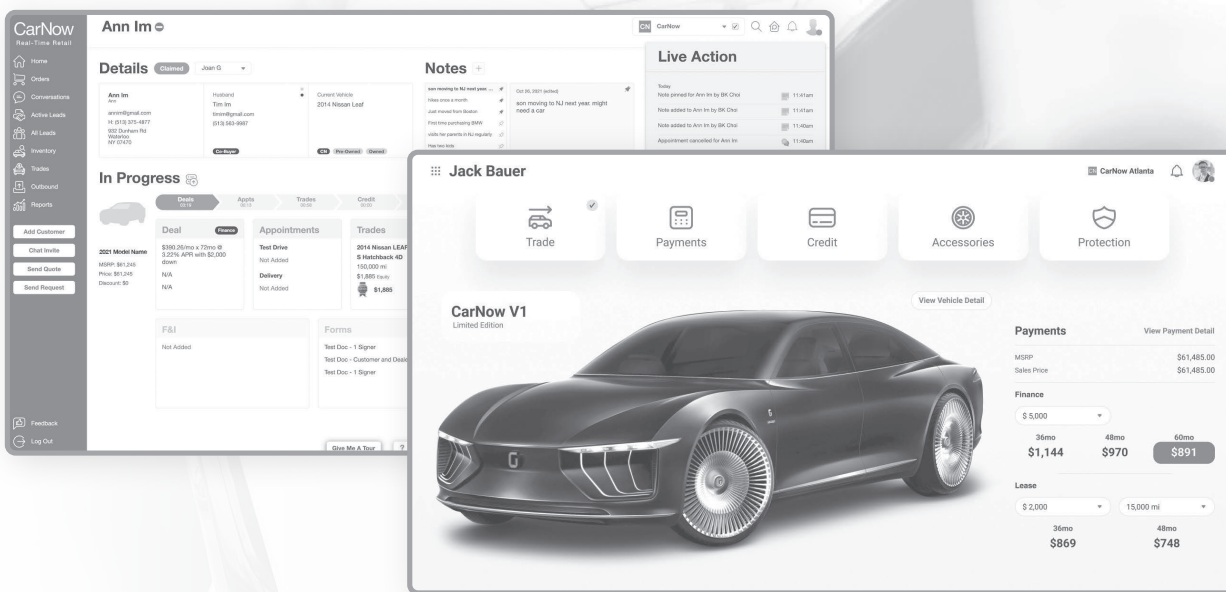 CarNow
Real-Time Retail
Home
Orders
Conversations
Active Leads
All Leads
Inventory
Trades
Outbound
Reports
Add Customer
Chat Invite
Send Quote
Send Request
Feedback
Log Out
Ann Im
CN CarNow
Details Claimed Joan G
Ann Im
Ann
annim@gmail.com
H: (513) 375-4877
932 Dunham Rd
Waterloo
NY 07470
Husband
Tim Im
timim@gmail.com
(513) 563-9987
Co-Buyer
Current Vehicle
2014 Nissan Leaf
CN Pre-Owned Owned
Notes +
son moving to NJ next year, ...
hikes once a month
Just moved from Boston
First time purchasing BMW
visits her parents in NJ regularly
Has two kids
Oct 26, 2021 (edited)
son moving to NJ next year, might
need a car
Live Action
Today
Note pinned for Ann Im by BK Choi 11:41am
Note added to Ann Im by BK Choi 11:41am
Note added to Ann Im by BK Choi 11:40am
Appointment cancelled for Ann Im 11:40am
In Progress
Deals
Appts
Trades
Credit
2021 Model Name
MSRP: $61,245
Price: $61,245
Discount: $0
Deal Finance
$390.26/mo x 72mo @
3.22% APR with $2,000
down
N/A
N/A
Appointments
Test Drive
Not Added
Delivery
Not Added
Trades
2014 Nissan LEAF
S Hatchback 4D
150,000 mi
$1,885 Equity
$1,885
F&I
Not Added
Forms
Test Doc - 1 Signer
Test Doc - Customer and Deale
Test Doc - 1 Signer
Give Me A Tour ?
Jack Bauer
CN CarNow Atlanta
Trade
Payments
Credit
Accessories
Protection
CarNow V1
Limited Edition
View Vehicle Detail
Payments View Payment Detail
MSRP $61,485.00
Sales Price $61,485.00
Finance
$ 5,000
36mo 48mo 60mo
$1,144 $970 $891
Lease
$ 2,000 15,000 mi
36mo 48mo
$869 $748